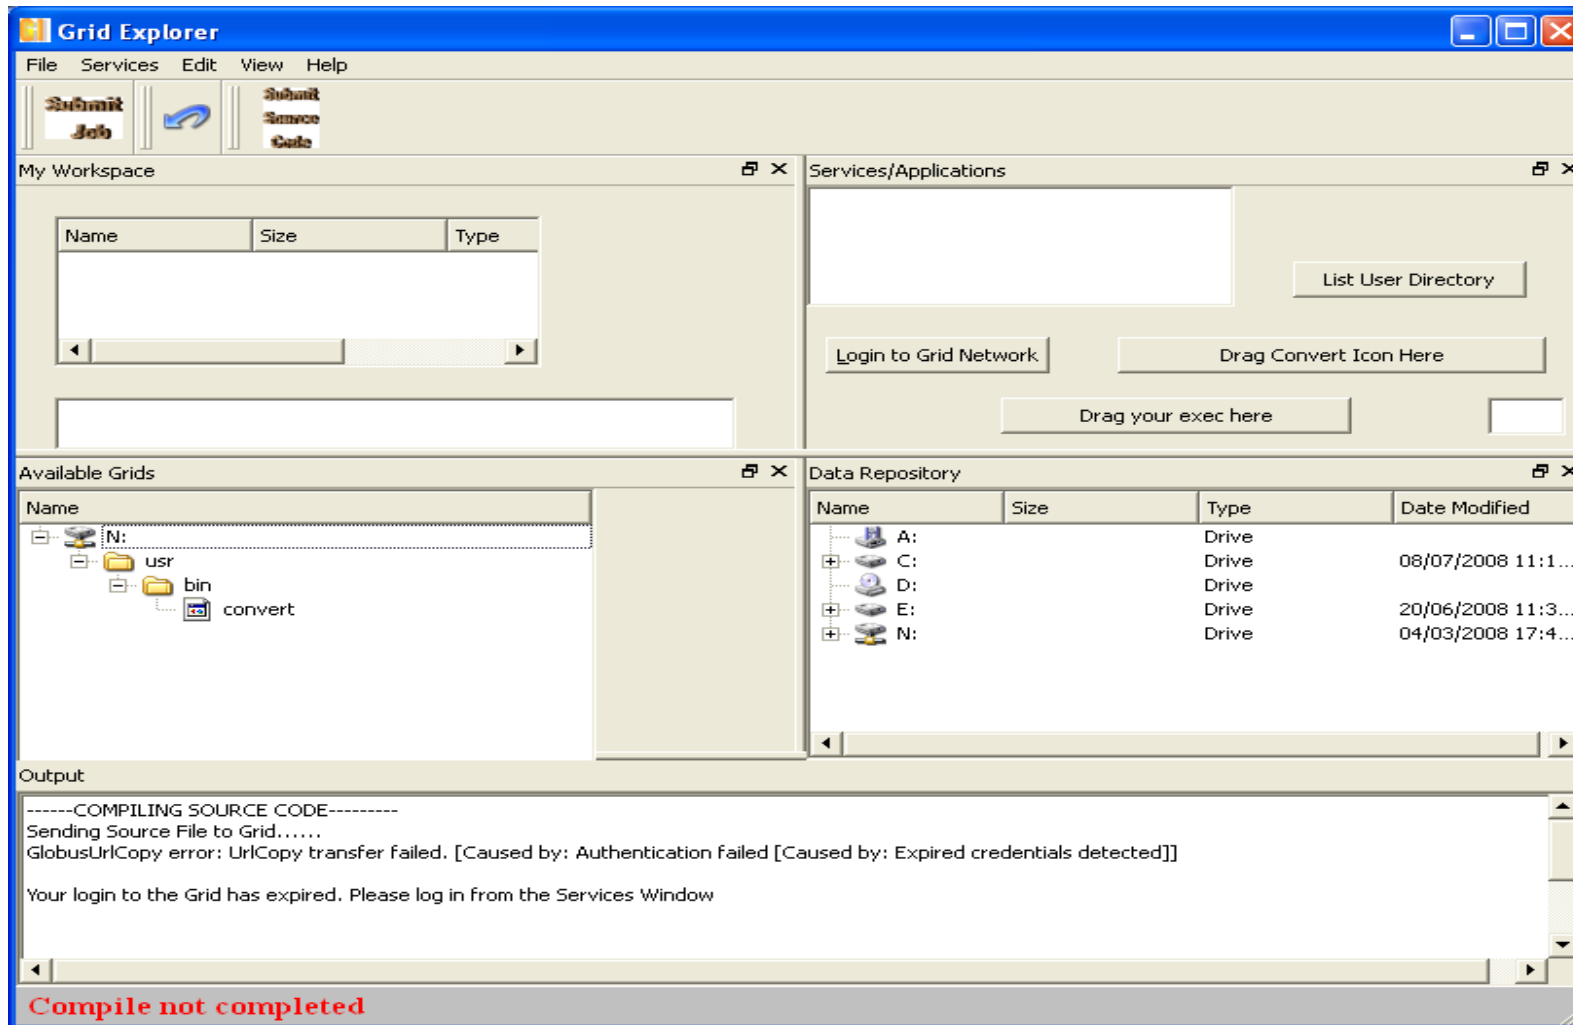 Grid Explorer
File Services Edit View Help
Submit Job
Submit Source Code
My Workspace
Name Size Type
Services/Applications
List User Directory
Login to Grid Network
Drag Convert Icon Here
Drag your exec here
Available Grids
Name
N:
usr
bin
convert
Data Repository
Name Size Type Date Modified
A: Drive
C: Drive 08/07/2008 11:1...
D: Drive
E: Drive 20/06/2008 11:3...
N: Drive 04/03/2008 17:4...
Output
------COMPILING SOURCE CODE---------
Sending Source File to Grid......
GlobusUrlCopy error: UrlCopy transfer failed. [Caused by: Authentication failed [Caused by: Expired credentials detected]]
Your login to the Grid has expired. Please log in from the Services Window
Compile not completed